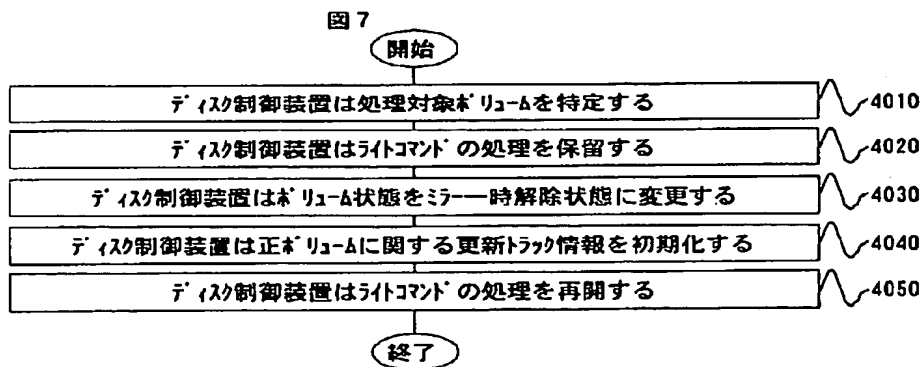 図7
開始
ディスク制御装置は処理対象ボリュームを特定する
4010
ディスク制御装置はライトコマンドの処理を保留する
4020
ディスク制御装置はボリューム状態をミラー一時解除状態に変更する
4030
ディスク制御装置は正ボリュームに関する更新トラック情報を初期化する
4040
ディスク制御装置はライトコマンドの処理を再開する
4050
終了